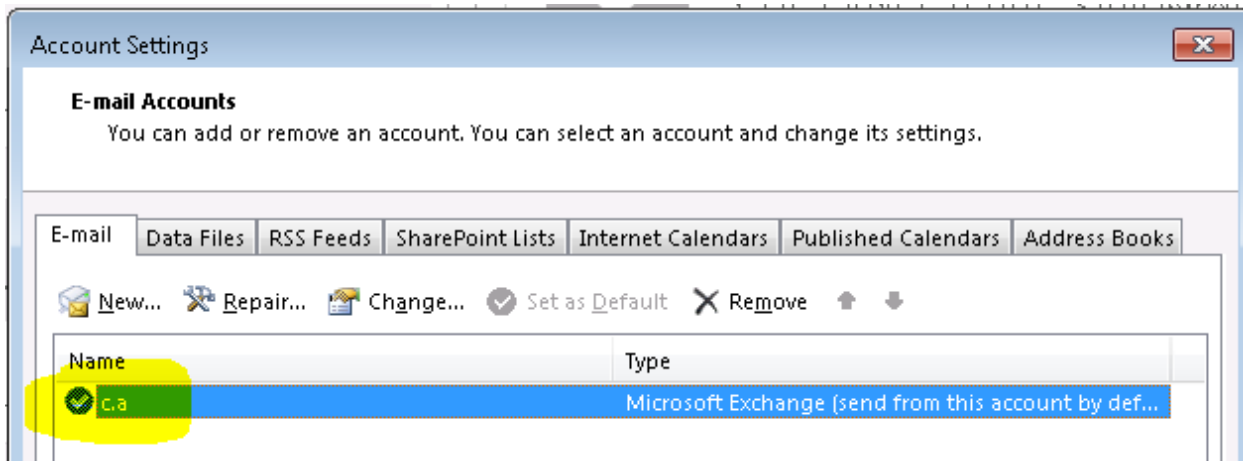 Account Settings
E-mail Accounts
You can add or remove an account. You can select an account and change its settings.
E-mail Data Files RSS Feeds SharePoint Lists Internet Calendars Published Calendars Address Books
New... Repair... Change... Set as Default Remove
Name Type
c.a Microsoft Exchange (send from this account by def...